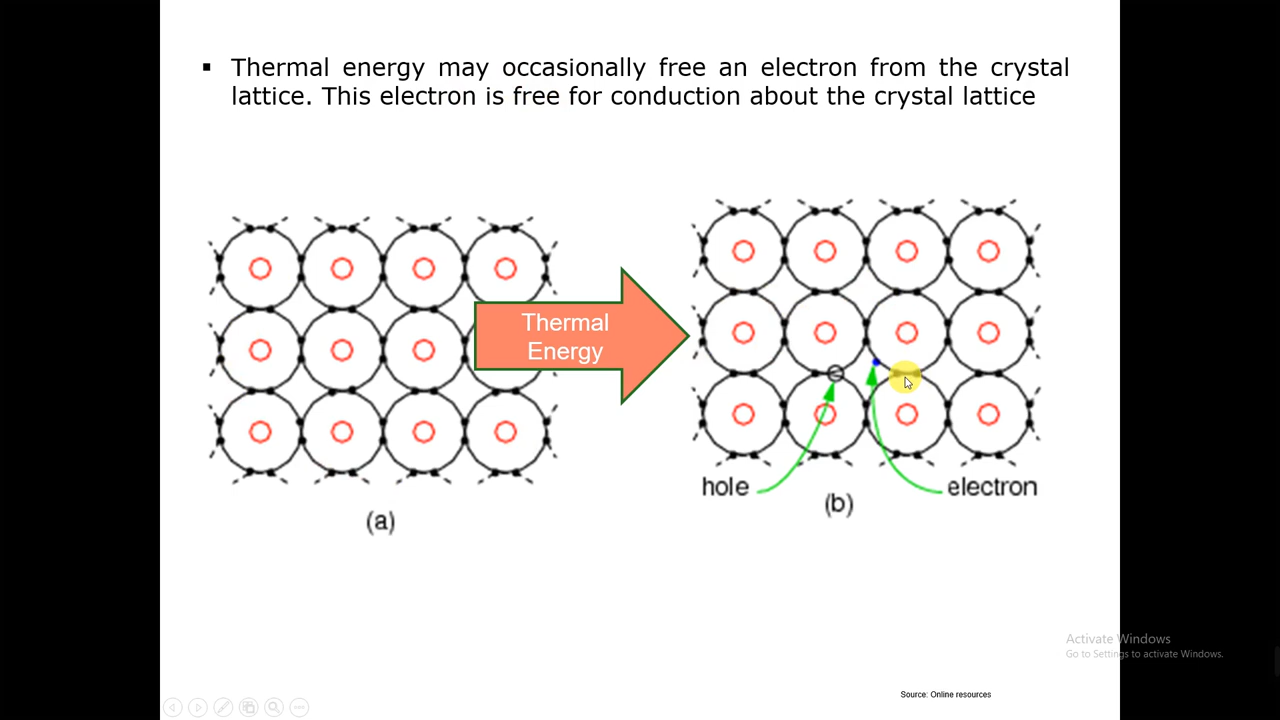 ▪ Thermal energy may occasionally free an electron from the crystal
lattice. This electron is free for conduction about the crystal lattice
Thermal
Energy
hole
electron
(a)
(b)
Activate Windows
Go to Settings to activate Windows.
Source: Online resources